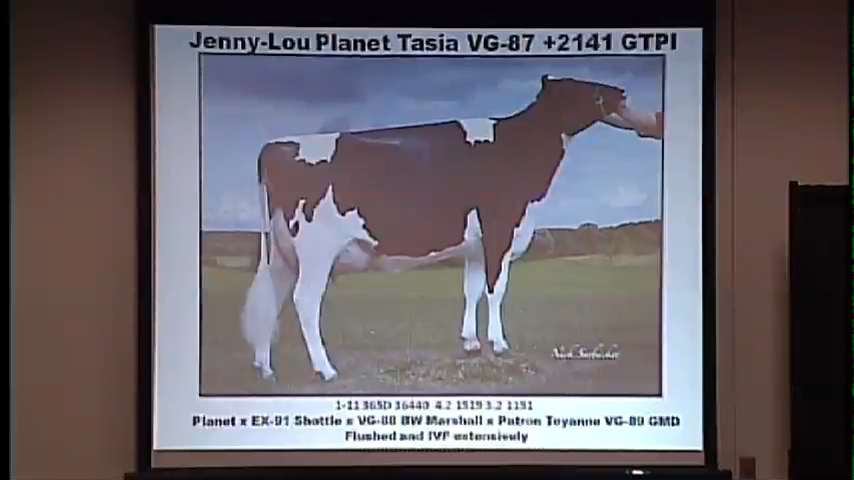 Jenny-Lou Planet Tasia VG-87 +2141 GTPI
1-11 365D 36440 4.2 1519 3.2 1151
Planet x EX-91 Shottle x VG-88 BW Marshall x Patron Toyanne VG-89 GMD
Flushed and IVF extensively